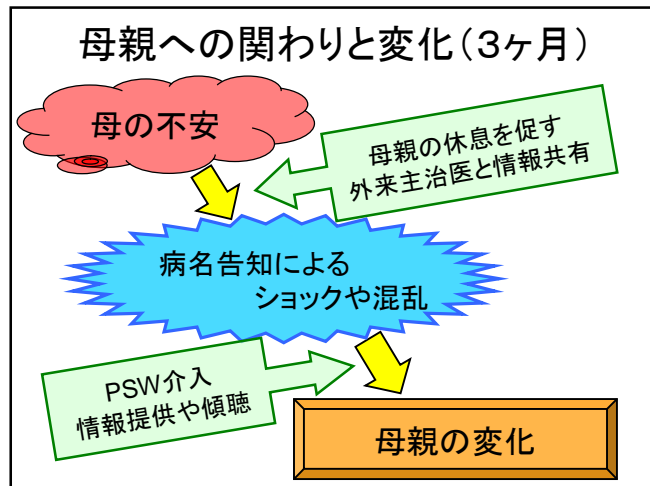 母親への関わりと変化（３ヶ月）
母の不安
母親の休息を促す
外来主治医と情報共有
病名告知による
ショックや混乱
PSW介入
情報提供や傾聴
母親の変化